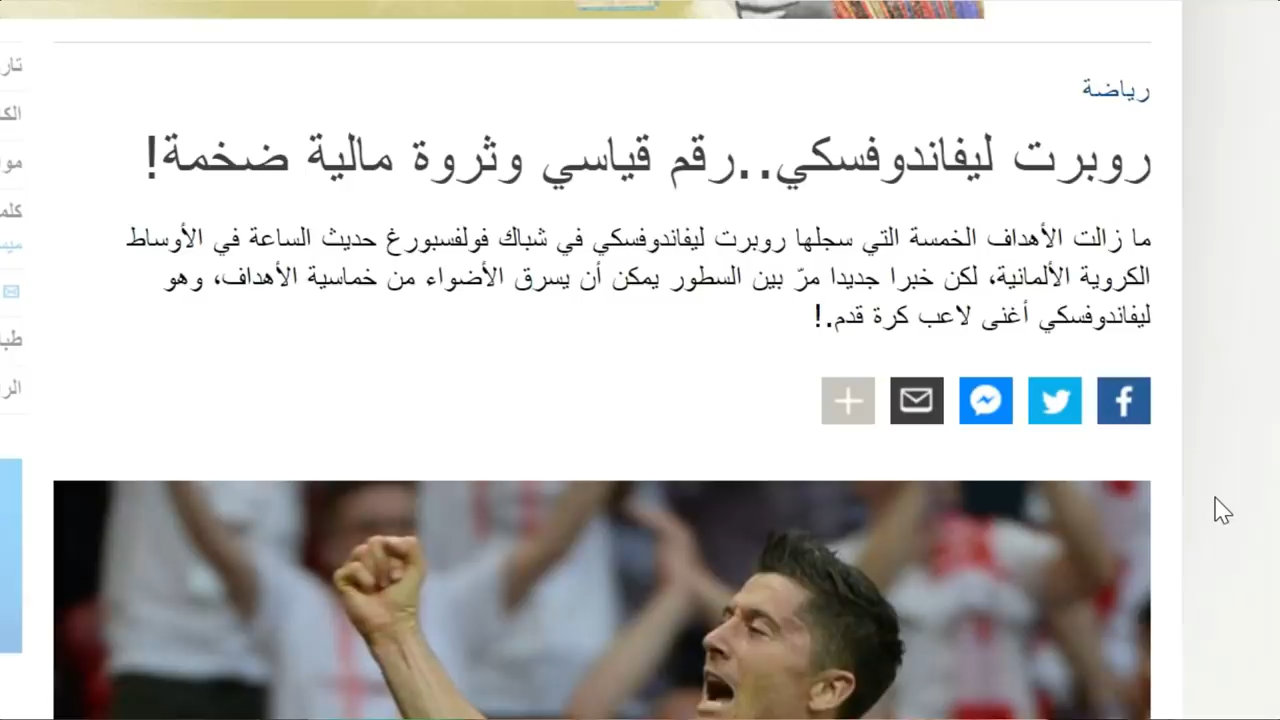 رياضة
روبرت ليفاندوفسكي..رقم قياسي وثروة مالية ضخمة!
ما زالت الأهداف الخمسة التي سجلها روبرت ليفاندوفسكي في شباك فولفسبورغ حديث الساعة في الأوساط
الكروية الألمانية، لكن خبرا جديدا مرّ بين السطور يمكن أن يسرق الأضواء من خماسية الأهداف، وهو
ليفاندوفسكي أغنى لاعب كرة قدم.!